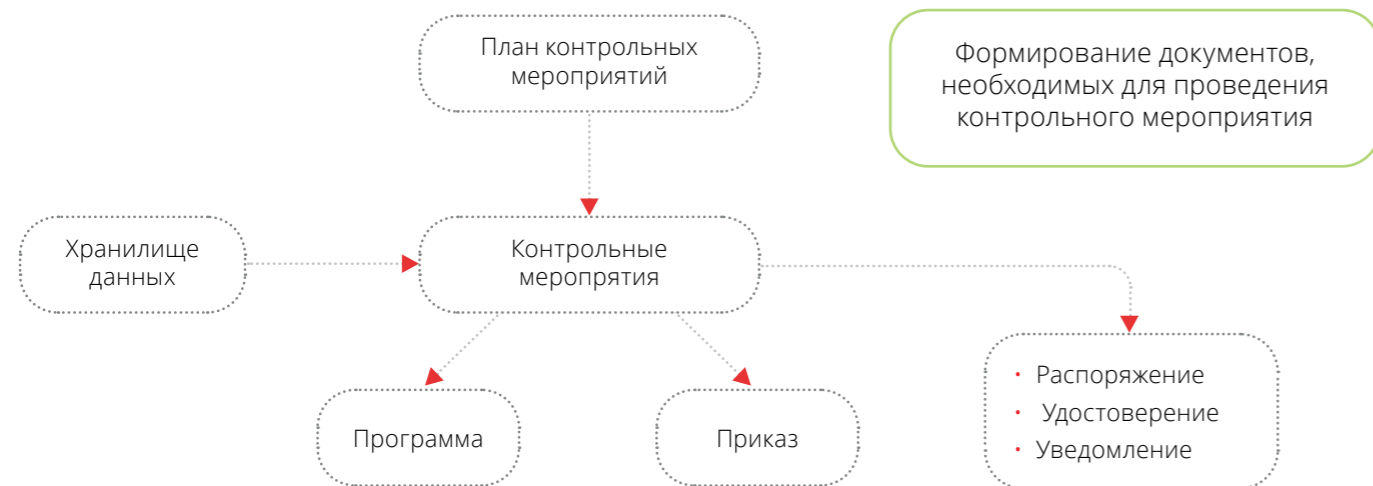 План контрольных
мероприятий
Формирование документов,
необходимых для проведения
контрольного мероприятия
Хранилище
данных
Контрольные
меропрятия
Программа
Приказ
• Распоряжение
• Удостоверение
• Уведомление